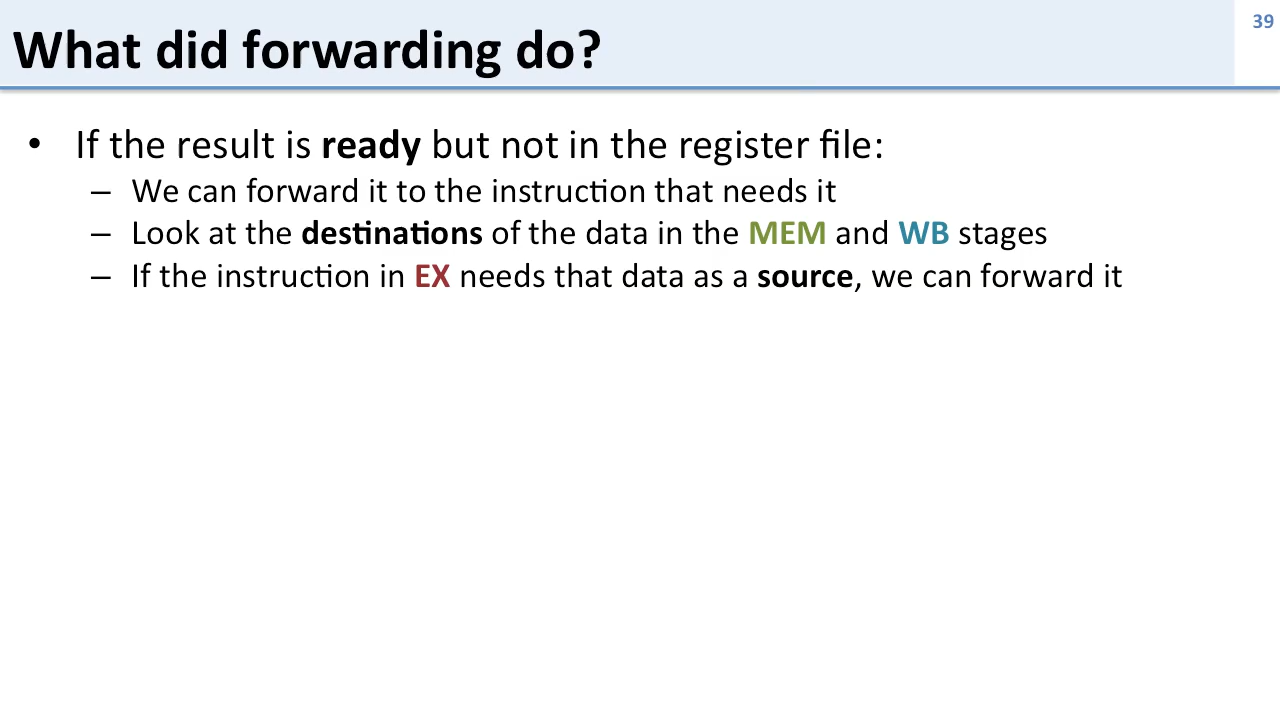 What did forwarding do?
39
• If the result is ready but not in the register file:
– We can forward it to the instruction that needs it
– Look at the destinations of the data in the MEM and WB stages
– If the instruction in EX needs that data as a source, we can forward it